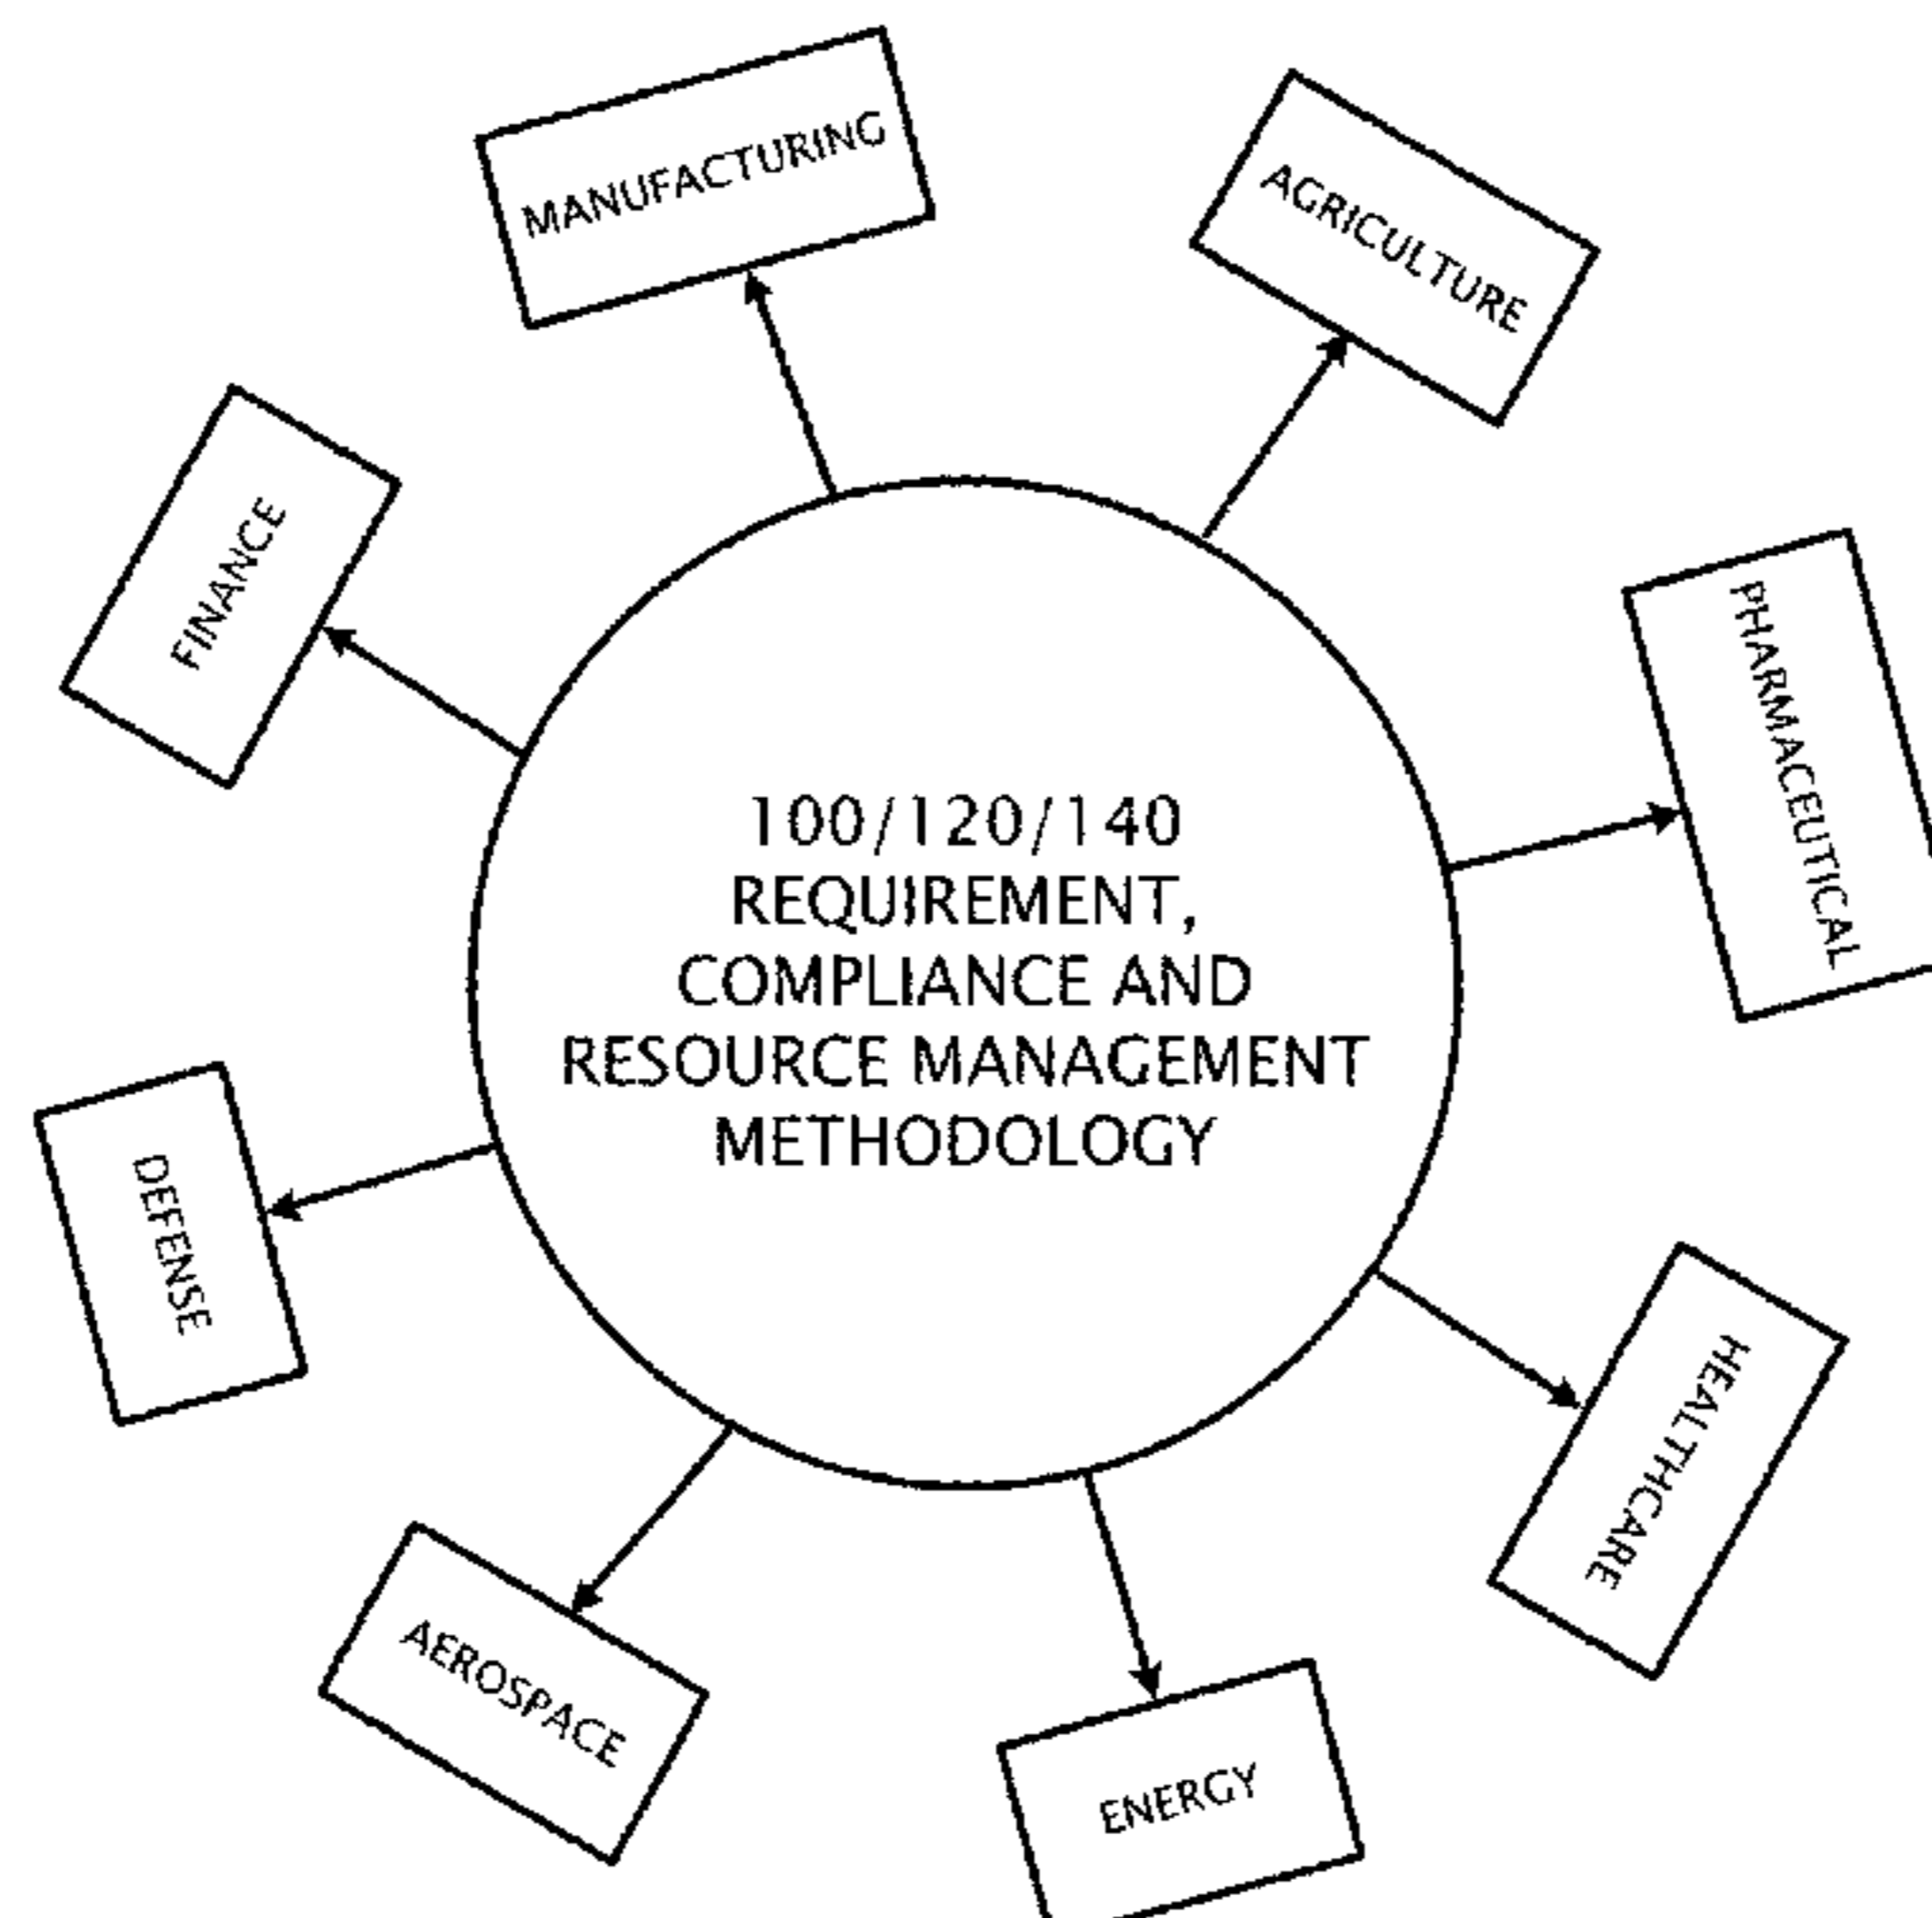 MANUFACTURING
AGRICULTURE
FINANCE
PHARMACEUTICAL
100/120/140
REQUIREMENT,
COMPLIANCE AND
RESOURCE MANAGEMENT
METHODOLOGY
DEFENSE
HEALTHCARE
AEROSPACE
ENERGY